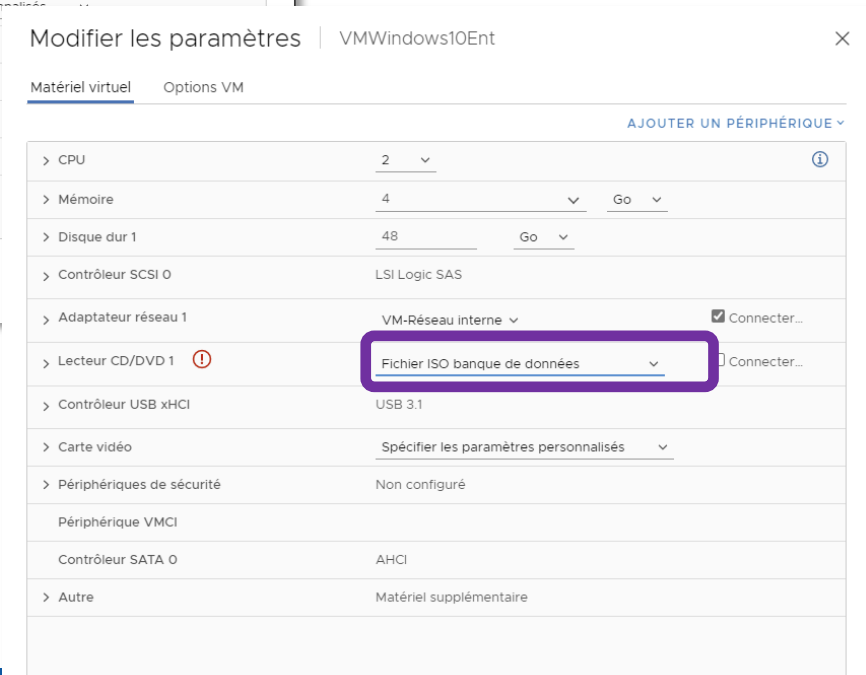 Modifier les paramètres | VMWindows10Ent
Matériel virtuel Options VM
AJOUTER UN PÉRIPHÉRIQUE
CPU 2
Mémoire 4 Go
Disque dur 1 48 Go
Contrôleur SCSI 0 LSI Logic SAS
Adaptateur réseau 1 VM-Réseau interne Connecter...
Lecteur CD/DVD 1 Fichier ISO banque de données Connecter...
Contrôleur USB xHCI USB 3.1
Carte vidéo Spécifier les paramètres personnalisés
Périphériques de sécurité Non configuré
Périphérique VMCI
Contrôleur SATA 0 AHCI
Autre Matériel supplémentaire